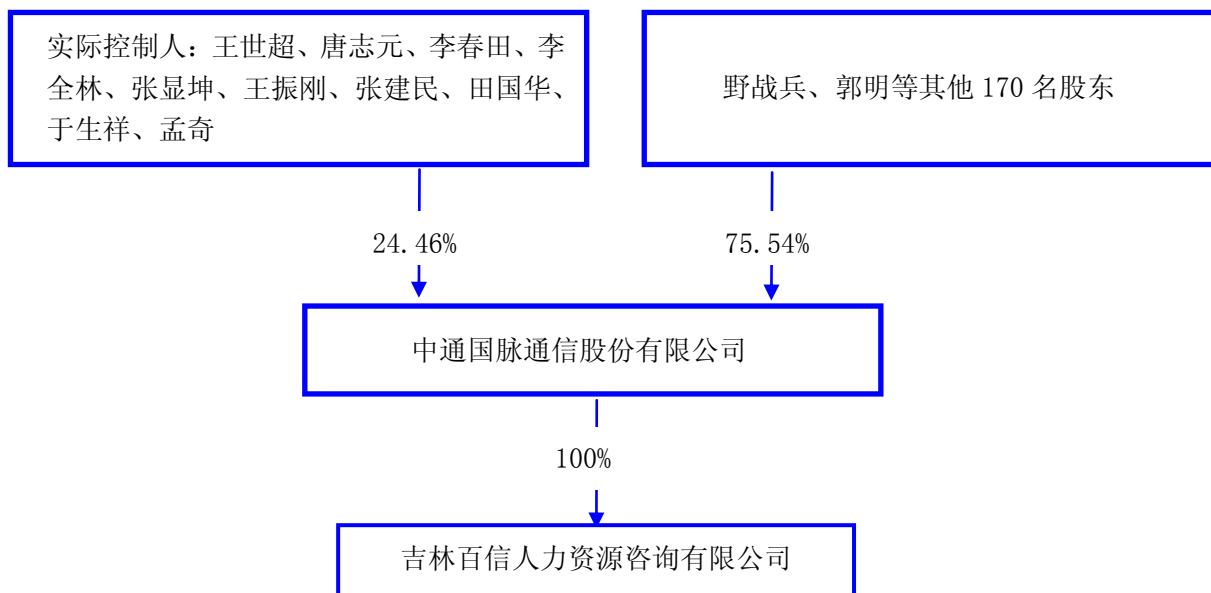 实际控制人：王世超、唐志元、李春田、李
全林、张显坤、王振刚、张建民、田国华、
于生祥、孟奇
野战兵、郭明等其他 170 名股东
24.46%
75.54%
中通国脉通信股份有限公司
100%
吉林百信人力资源咨询有限公司